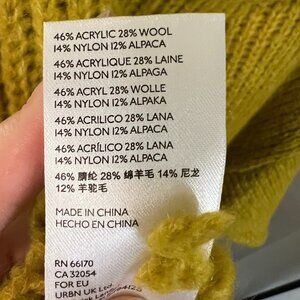 46% ACRYLIC 28% WOOL
14% NYLON 12% ALPACA
46% ACRYLIQUE 28% LAINE
14% NYLON 12% ALPAGA
46% ACRYL 28% WOLLE
14% NYLON 12% ALPAKA
46% ACRILICO 28% LANA
14% NYLON 12% ALPACA
46% ACRÍLICO 28% LANA
14% NYLON 12% ALPACA
46% 腈纶 28% 绵羊毛 14% 尼龙
12% 羊驼毛
MADE IN CHINA
HECHO EN CHINA
RN 66170
CA 32054
FOR EU
URBN UK Ltd